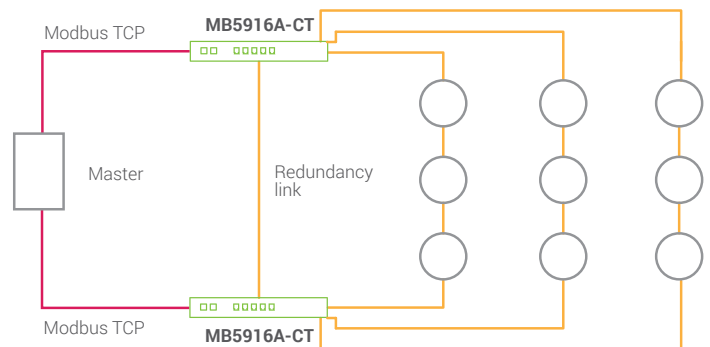 MB5916A-CT
Modbus TCP
Master
Redundancy
link
Modbus TCP
MB5916A-CT